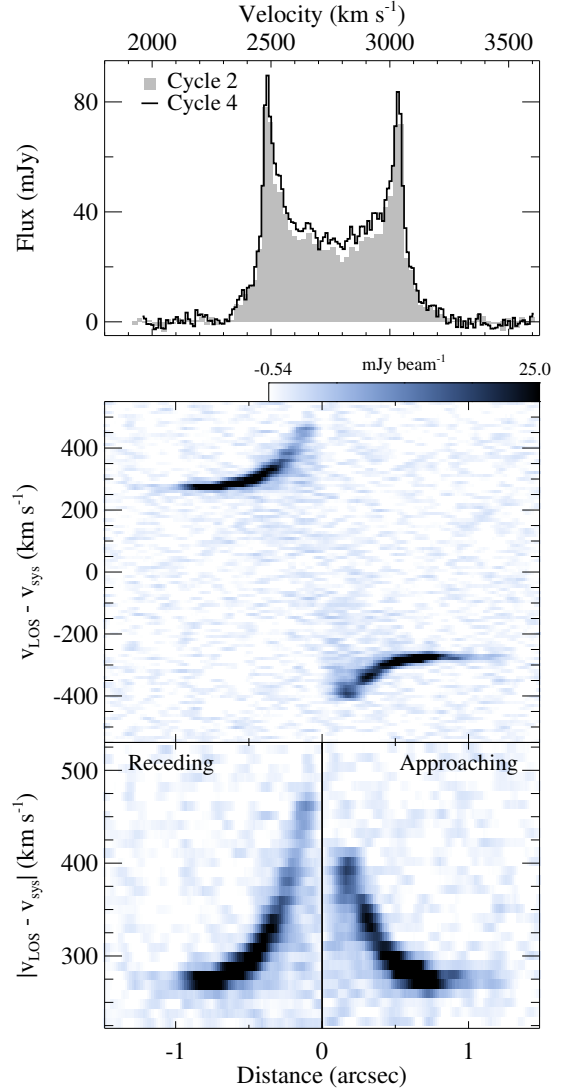 Velocity (km s⁻¹)
2000 2500 3000 3500
Cycle 2
Cycle 4
80
40
0
Flux (mJy)
mJy beam⁻¹
-0.54 25.0
400
200
0
-200
-400
v_LOS - v_sys (km s⁻¹)
Receding Approaching
500
400
300
|v_LOS - v_sys| (km s⁻¹)
-1 0 1
Distance (arcsec)